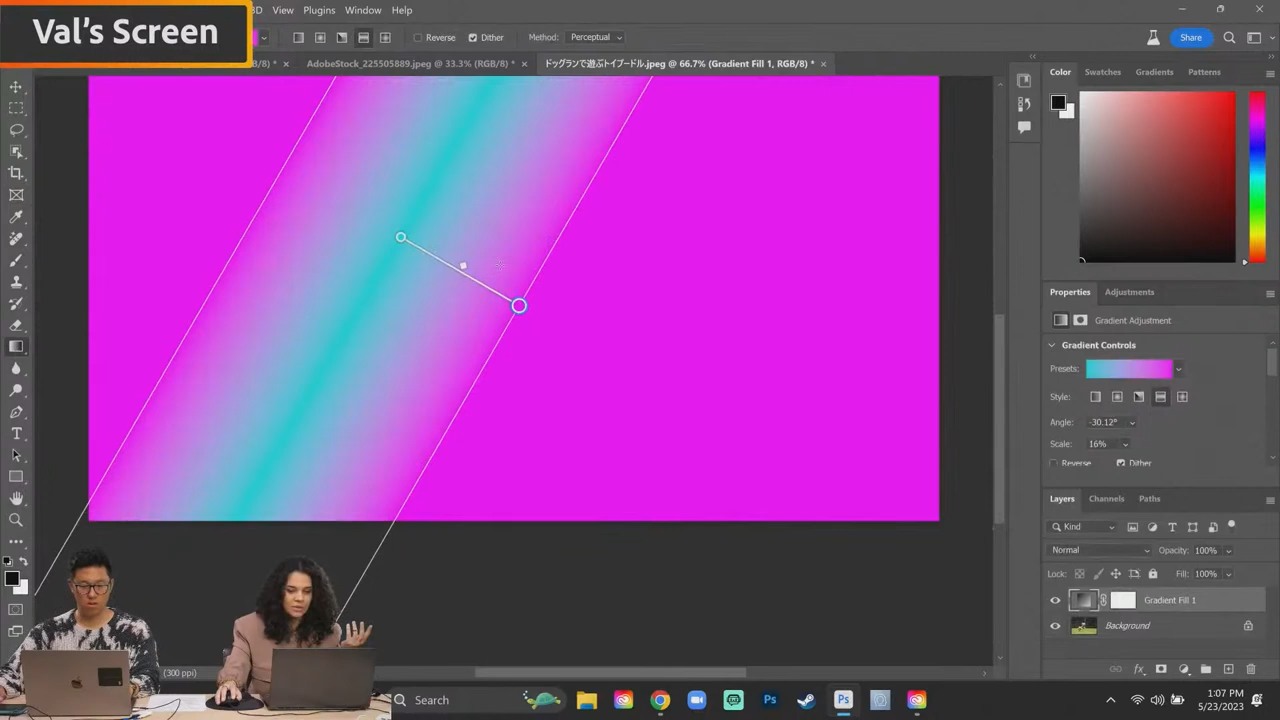 Val's Screen
3D View Plugins Window Help
Reverse Dither Method: Perceptual Share
/8) * × AdobeStock_225505889.jpeg @ 33.3% (RGB/8) * × ドッグランで遊ぶトイプードル.jpeg @ 66.7% (Gradient Fill 1, RGB/8) * ×
Color Swatches Gradients Patterns
Properties Adjustments
Gradient Adjustment
Gradient Controls
Presets:
Style:
Angle: -30.12°
Scale: 16%
Reverse Dither
Layers Channels Paths
Kind
Normal Opacity: 100%
Lock: Fill: 100%
Gradient Fill 1
Background
(300 ppi)
Search
1:07 PM
5/23/2023